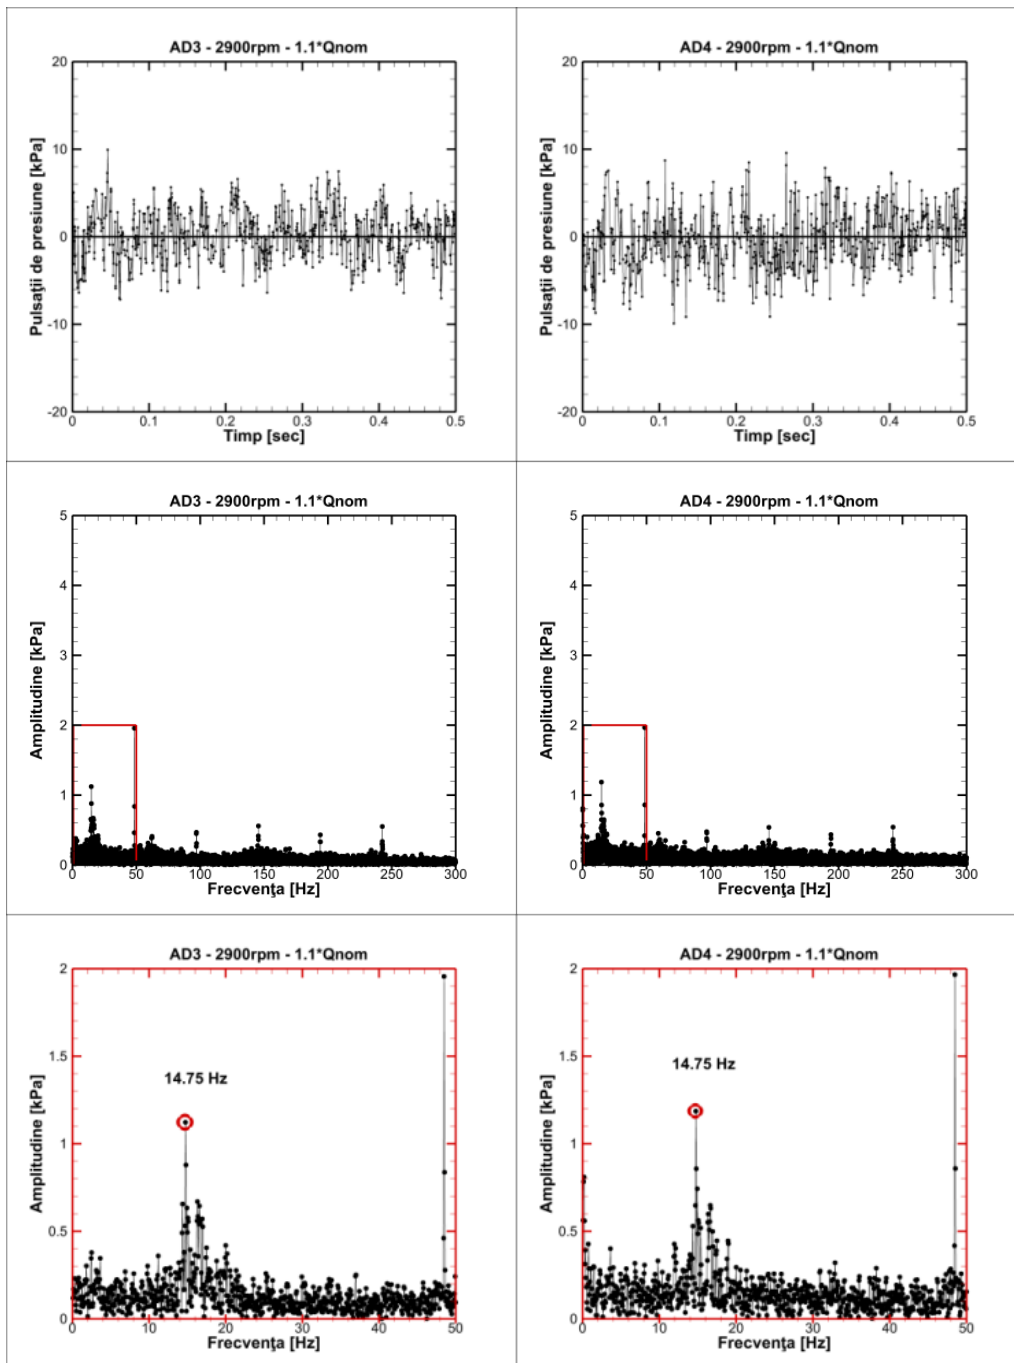 AD3 - 2900rpm - 1.1*Qnom
20
10
0
-10
-20
Pulsaţii de presiune [kPa]
0 0.1 0.2 0.3 0.4 0.5
Timp [sec]
AD4 - 2900rpm - 1.1*Qnom
20
10
0
-10
-20
Pulsaţii de presiune [kPa]
0 0.1 0.2 0.3 0.4 0.5
Timp [sec]
AD3 - 2900rpm - 1.1*Qnom
5
4
3
2
1
0
Amplitudine [kPa]
0 50 100 150 200 250 300
Frecvenţa [Hz]
AD4 - 2900rpm - 1.1*Qnom
5
4
3
2
1
0
Amplitudine [kPa]
0 50 100 150 200 250 300
Frecvenţa [Hz]
AD3 - 2900rpm - 1.1*Qnom
2
1.5
1
0.5
0
Amplitudine [kPa]
14.75 Hz
0 10 20 30 40 50
Frecvenţa [Hz]
AD4 - 2900rpm - 1.1*Qnom
2
1.5
1
0.5
0
Amplitudine [kPa]
14.75 Hz
0 10 20 30 40 50
Frecvenţa [Hz]